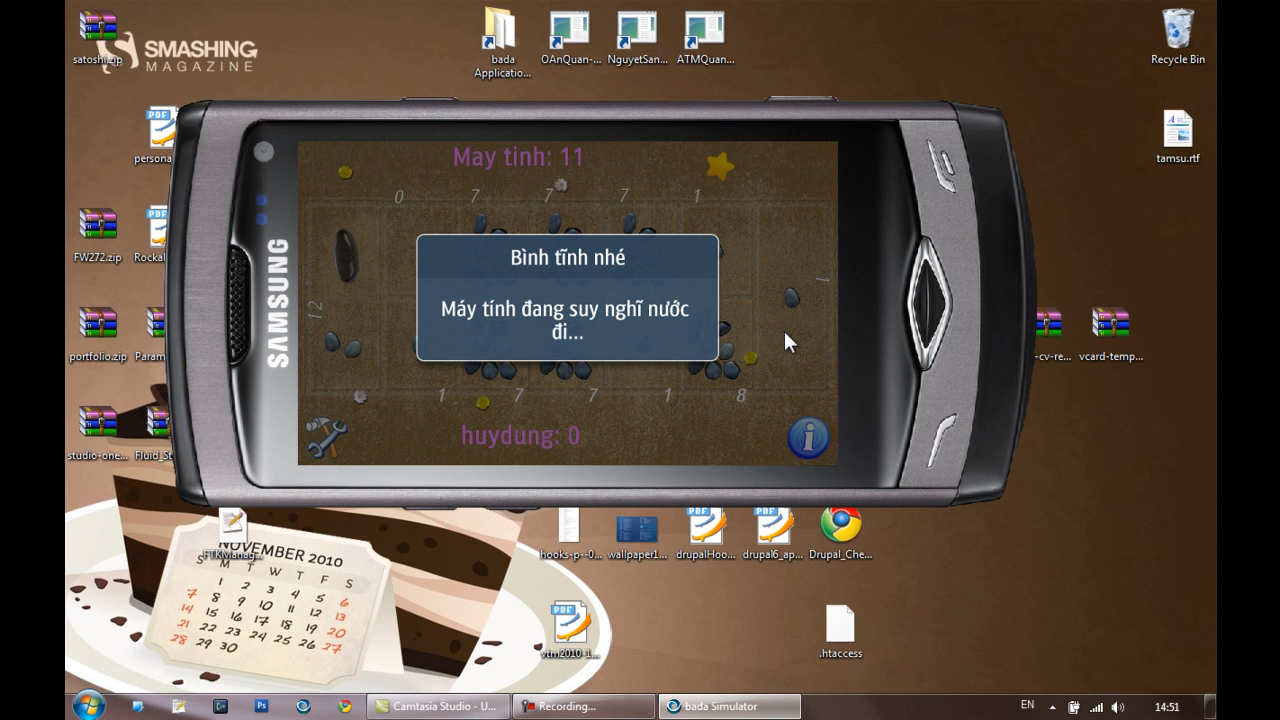 satoshi.zip
SMASHING
MAGAZINE
bada
Applicatio...
OAnQuan-...
NguyetSan...
ATMQuan...
Recycle Bin
persona
tamsu.rtf
FW272.zip
Rockal
portfolio.zip
Param
studio-one...
Fluid_St
SAMSUNG
May tinh: 11
0 7 7 7 1
12
1
Bình tĩnh nhé
Máy tính đang suy nghĩ nước
đi...
1 7 7 1 8
huydung: 0
-cv-re...
vcard-temp...
_FTKManag...
hooks-p--0...
wallpaper1...
drupalHoo...
drupal6_ap...
Drupal_Che...
vtm2010-1...
.htaccess
NOVEMBER 2010
S M T W T F S
1 2 3 4 5 6
7 8 9 10 11 12 13
14 15 16 17 18 19 20
21 22 23 24 25 26 27
28 29 30
Camtasia Studio - U...
Recording...
bada Simulator
EN
14:51